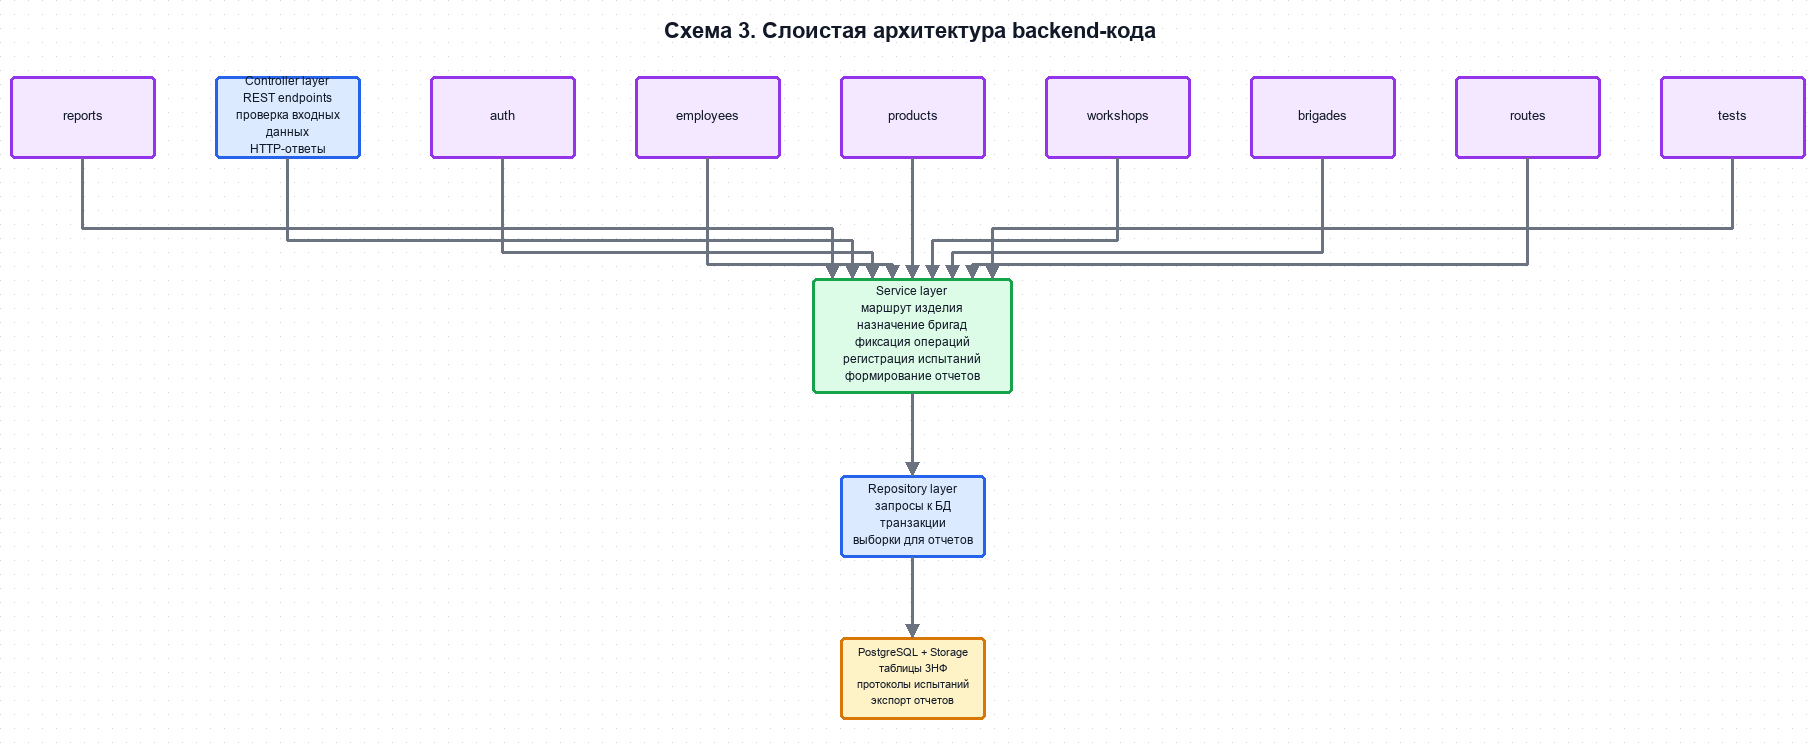 Схема 3. Слоистая архитектура backend-кода
reports
Controller layer
REST endpoints
проверка входных
данных
HTTP-ответы
auth
employees
products
workshops
brigades
routes
tests
Service layer
маршрут изделия
назначение бригад
фиксация операций
регистрация испытаний
формирование отчетов
Repository layer
запросы к БД
транзакции
выборки для отчетов
PostgreSQL + Storage
таблицы 3НФ
протоколы испытаний
экспорт отчетов